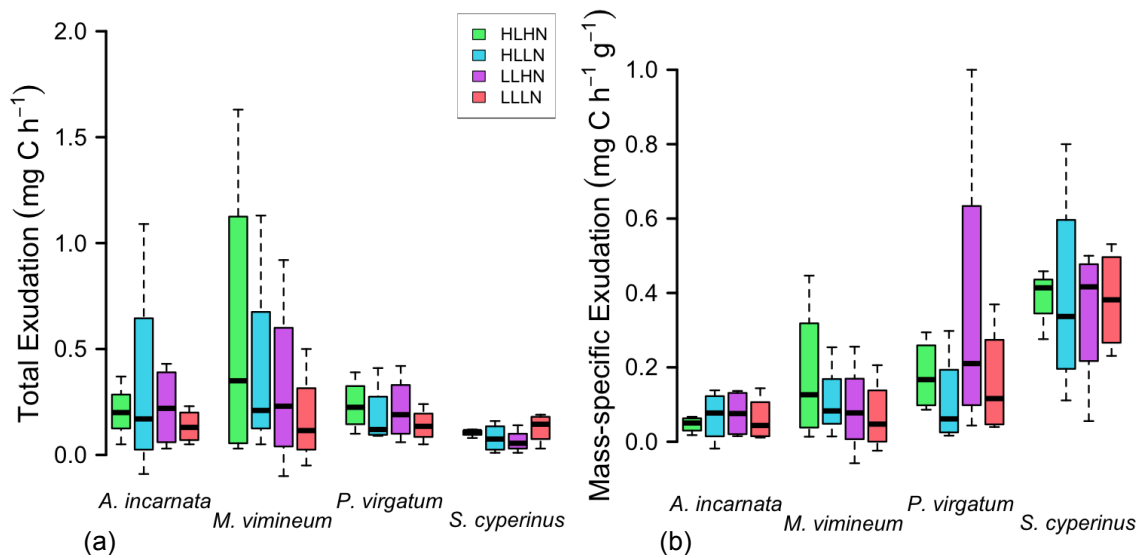 Total Exudation (mg C h⁻¹)
2.0
1.5
1.0
0.5
0.0
HLHN
HLLN
LLHN
LLLN
A. incarnata
M. vimineum
P. virgatum
S. cyperinus
(a)
Mass-specific Exudation (mg C h⁻¹ g⁻¹)
1.0
0.8
0.6
0.4
0.2
0.0
A. incarnata
M. vimineum
P. virgatum
S. cyperinus
(b)